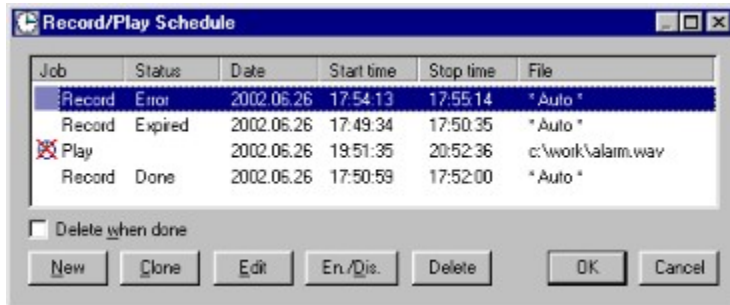 Record/Play Schedule
Job Status Date Start time Stop time File
Record Error 2002.06.26 17:54:13 17:55:14 * Auto *
Record Expired 2002.06.26 17:49:34 17:50:35 * Auto *
Play 2002.06.26 19:51:35 20:52:36 c:\work\alarm.wav
Record Done 2002.06.26 17:50:59 17:52:00 * Auto *
Delete when done
New Clone Edit En./Dis. Delete OK Cancel